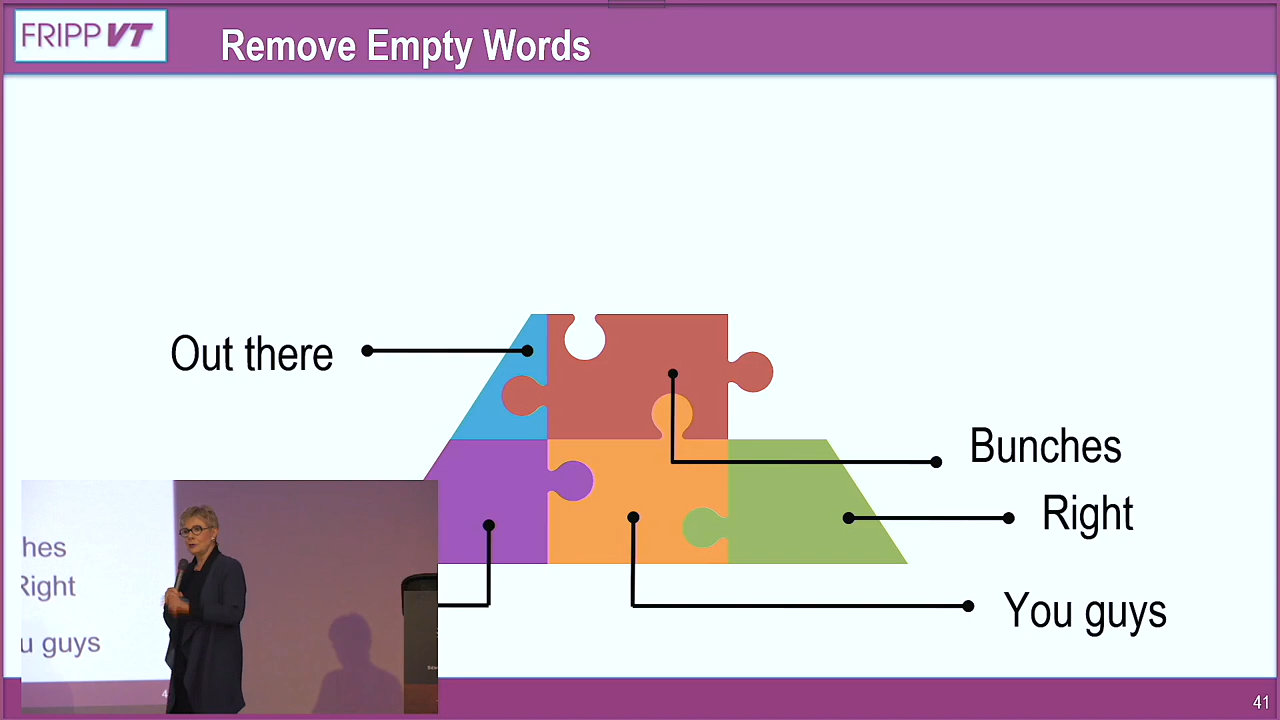 FRIPP VT
Remove Empty Words
Out there
Bunches
Right
You guys
hes
Right
u guys
41